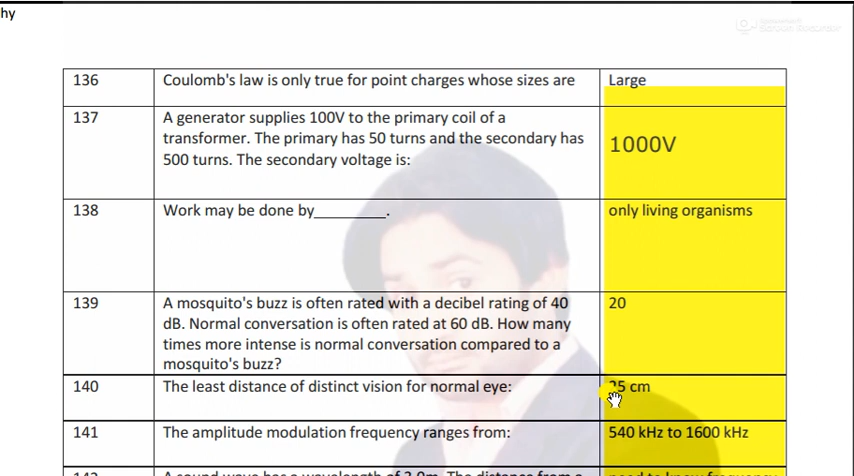 hy
136 Coulomb's law is only true for point charges whose sizes are Large
137 A generator supplies 100V to the primary coil of a
transformer. The primary has 50 turns and the secondary has
500 turns. The secondary voltage is:
1000V
138 Work may be done by_________. only living organisms
139 A mosquito's buzz is often rated with a decibel rating of 40
dB. Normal conversation is often rated at 60 dB. How many
times more intense is normal conversation compared to a
mosquito's buzz?
20
140 The least distance of distinct vision for normal eye: 25 cm
141 The amplitude modulation frequency ranges from: 540 kHz to 1600 kHz